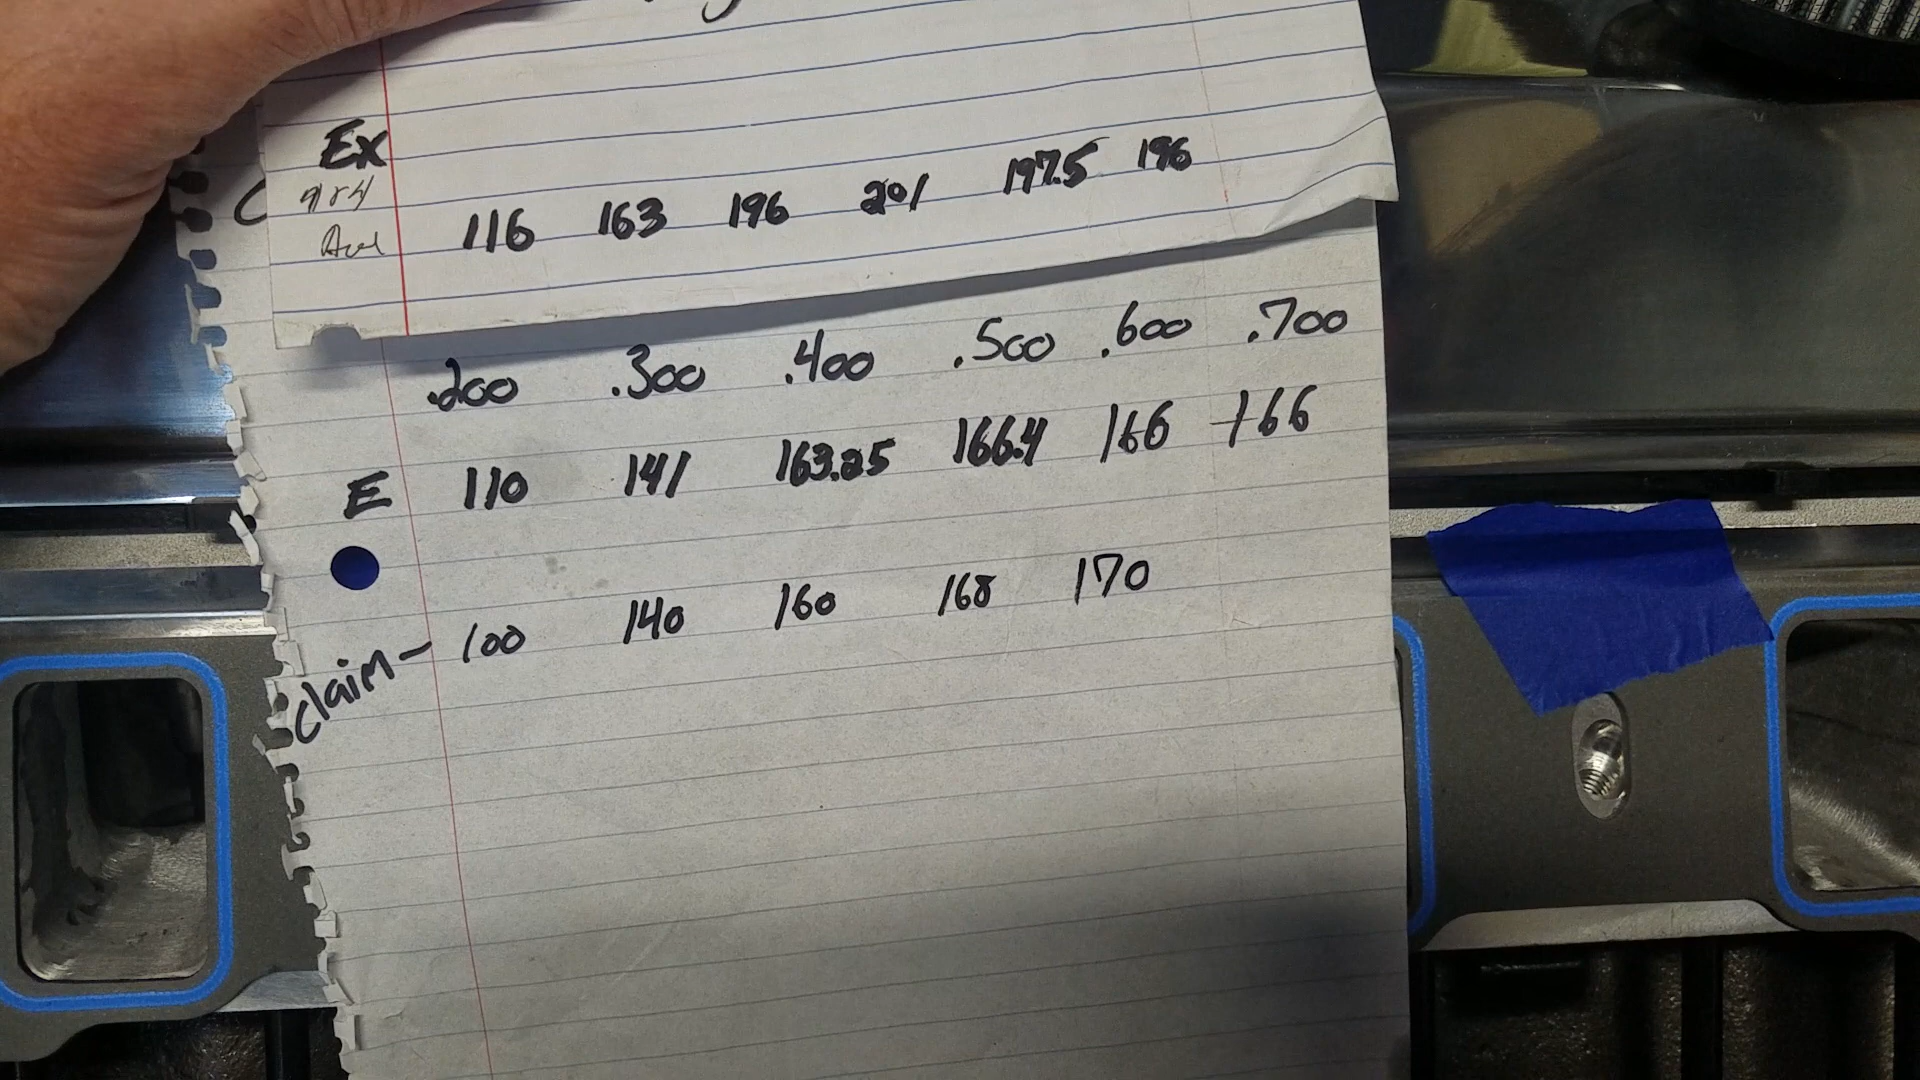 Ex
116 163 196 201 197.5 196
.200 .300 .400 .500 .600 .700
E 110 141 163.25 166.4 166 166
Claim - 100 140 160 168 170